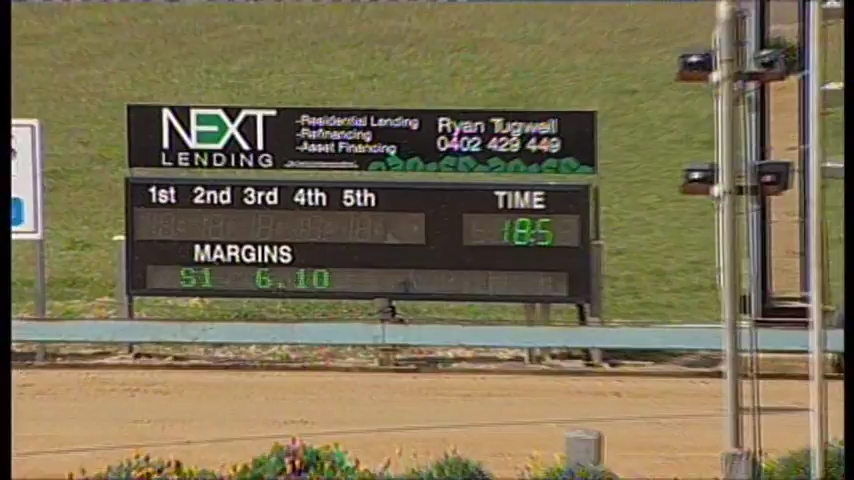 NEXT
LENDING
-Residential Lending
-Refinancing
-Asset Financing
Ryan Tugwell
0402 429 449
1st 2nd 3rd 4th 5th
TIME
18.5
MARGINS
S1 6.10